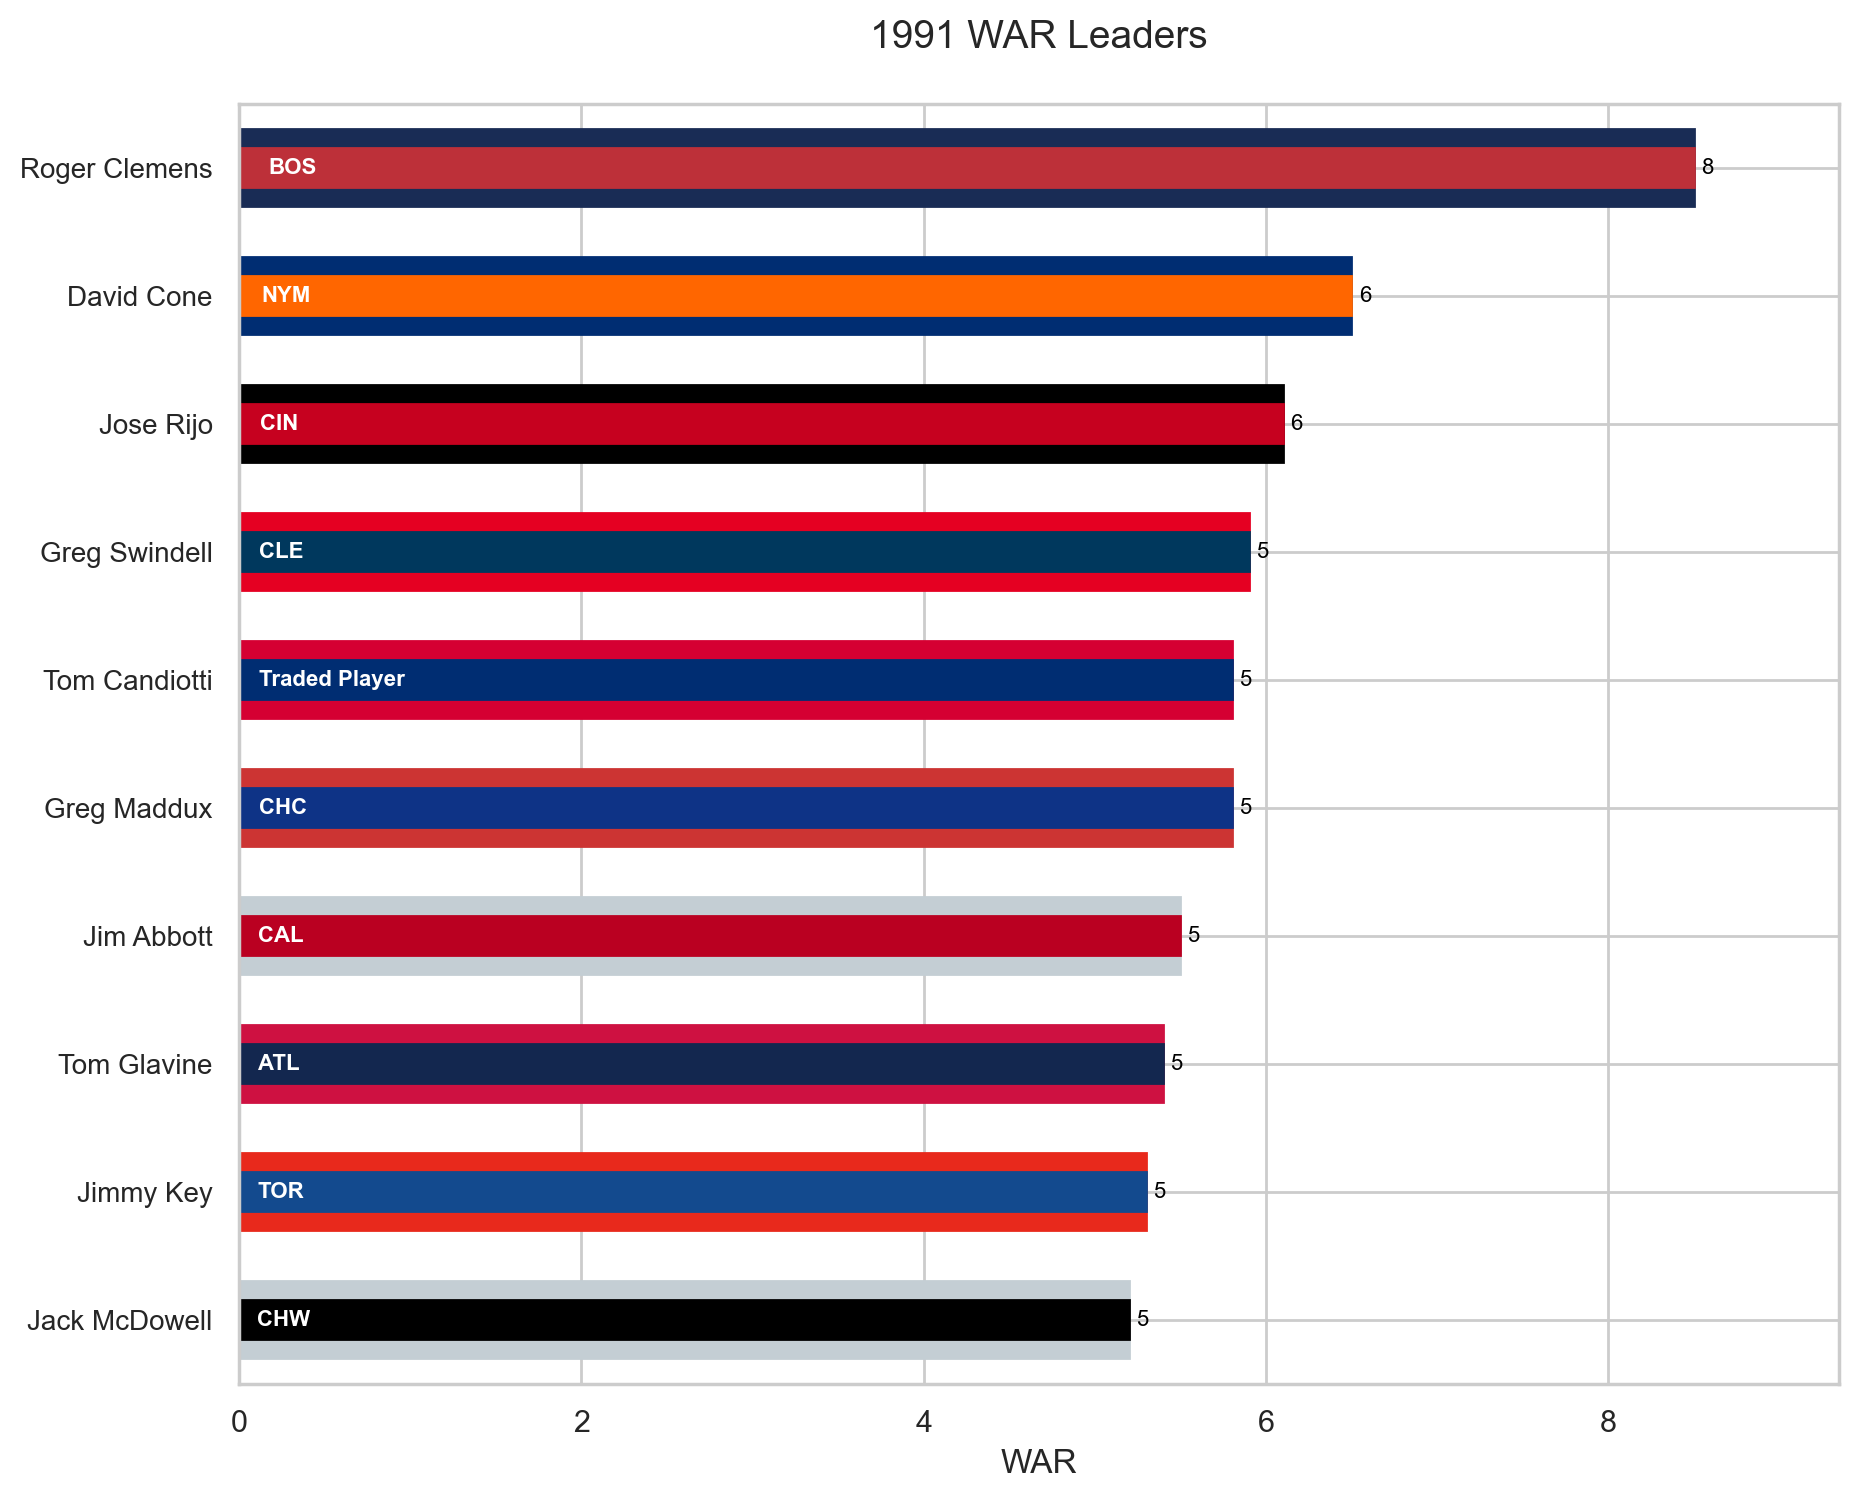 1991 WAR Leaders
Roger Clemens BOS 8
David Cone NYM 6
Jose Rijo CIN 6
Greg Swindell CLE 5
Tom Candiotti Traded Player 5
Greg Maddux CHC 5
Jim Abbott CAL 5
Tom Glavine ATL 5
Jimmy Key TOR 5
Jack McDowell CHW 5
0 2 4 6 8
WAR